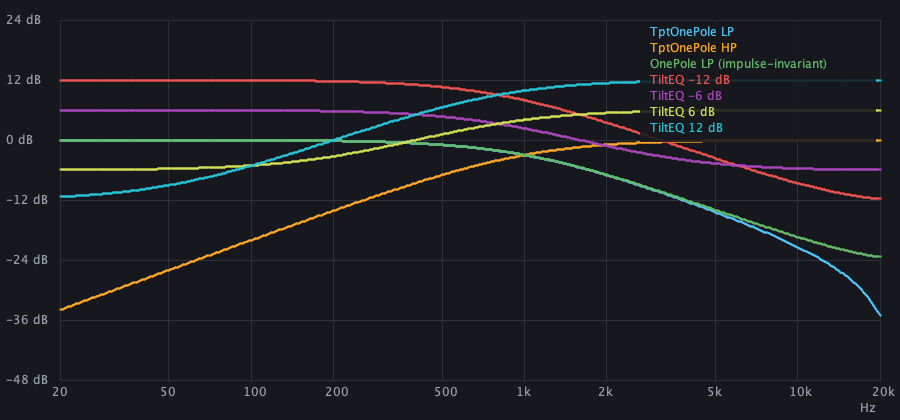 24 dB
TptOnePole LP
TptOnePole HP
OnePole LP (impulse-invariant)
12 dB
TiltEQ −12 dB
TiltEQ −6 dB
TiltEQ 6 dB
TiltEQ 12 dB
0 dB
−12 dB
−24 dB
−36 dB
−48 dB
20 50 100 200 500 1k 2k 5k 10k 20k
Hz